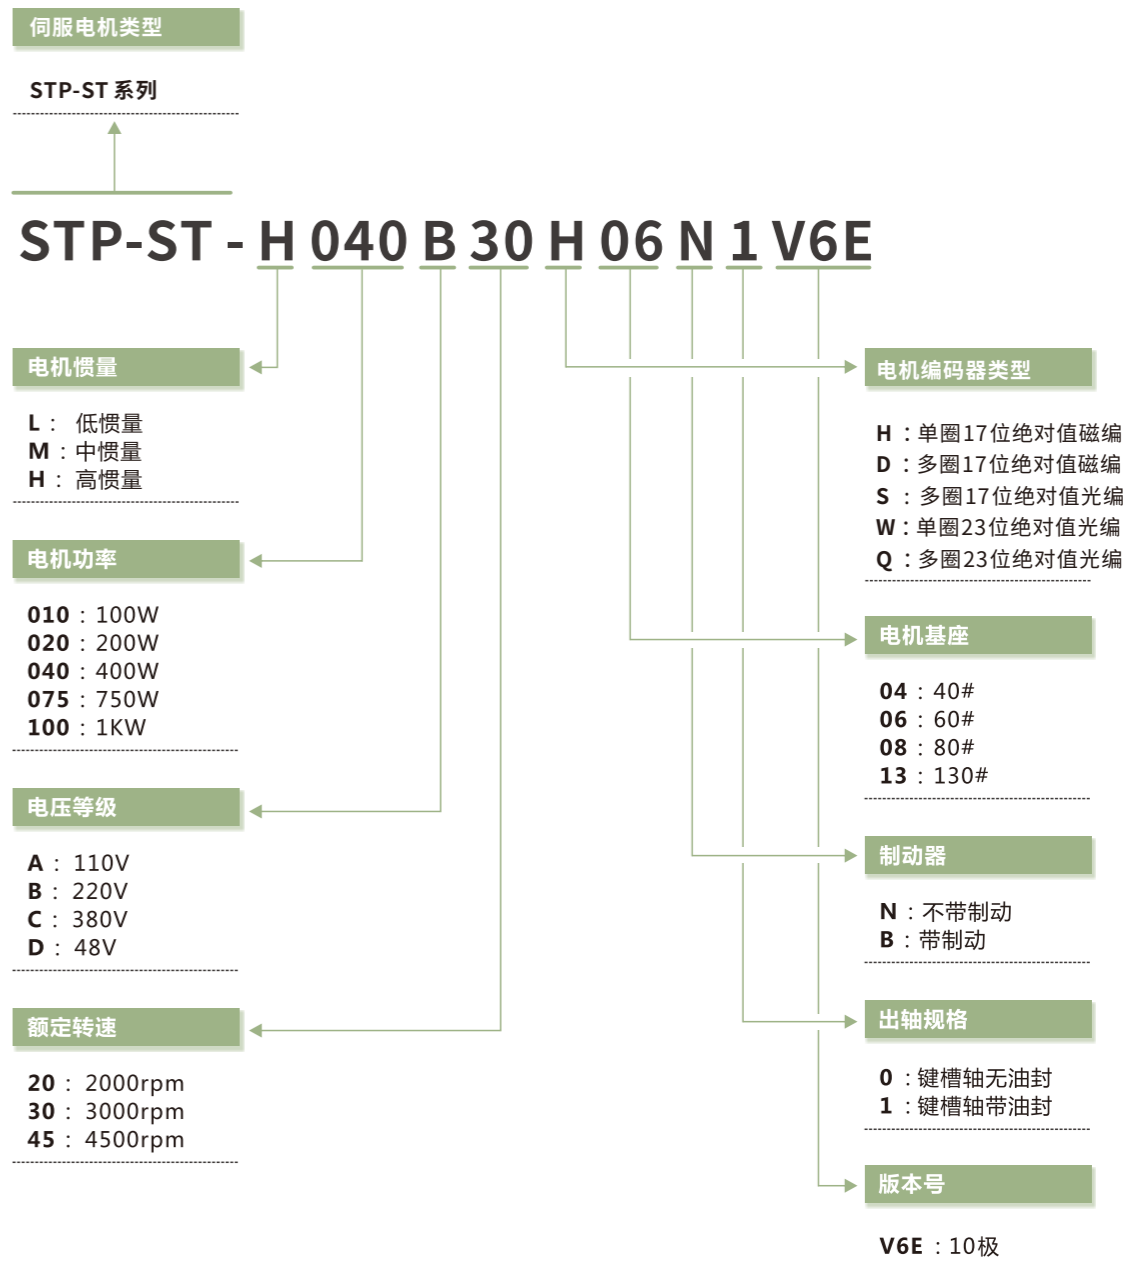 伺服电机类型
STP-ST 系列
STP-ST - H 040 B 30 H 06 N 1 V6E
电机惯量
L : 低惯量
M : 中惯量
H : 高惯量
电机功率
010 : 100W
020 : 200W
040 : 400W
075 : 750W
100 : 1KW
电压等级
A : 110V
B : 220V
C : 380V
D : 48V
额定转速
20 : 2000rpm
30 : 3000rpm
45 : 4500rpm
电机编码器类型
H : 单圈17位绝对值磁编
D : 多圈17位绝对值磁编
S : 多圈17位绝对值光编
W : 单圈23位绝对值光编
Q : 多圈23位绝对值光编
电机基座
04 : 40#
06 : 60#
08 : 80#
13 : 130#
制动器
N : 不带制动
B : 带制动
出轴规格
0 : 键槽轴无油封
1 : 键槽轴带油封
版本号
V6E : 10极